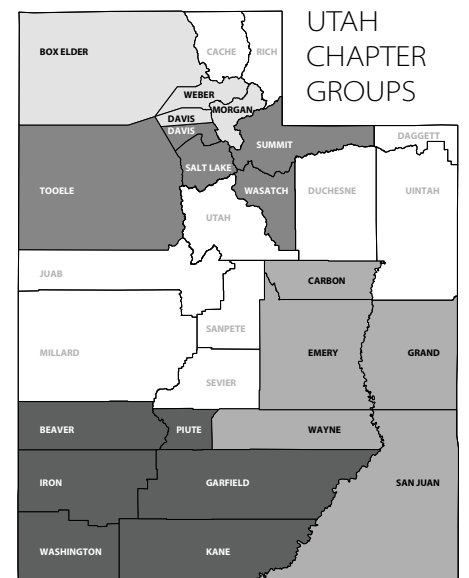 UTAH
CHAPTER
GROUPS
BOX ELDER
CACHE
RICH
WEBER
MORGAN
DAVIS
DAVIS
SUMMIT
DAGGETT
SALT LAKE
TOOELE
WASATCH
DUCHESNE
UINTAH
UTAH
JUAB
CARBON
SANPETE
MILLARD
EMERY
GRAND
SEVIER
BEAVER
PIUTE
WAYNE
IRON
GARFIELD
SAN JUAN
WASHINGTON
KANE